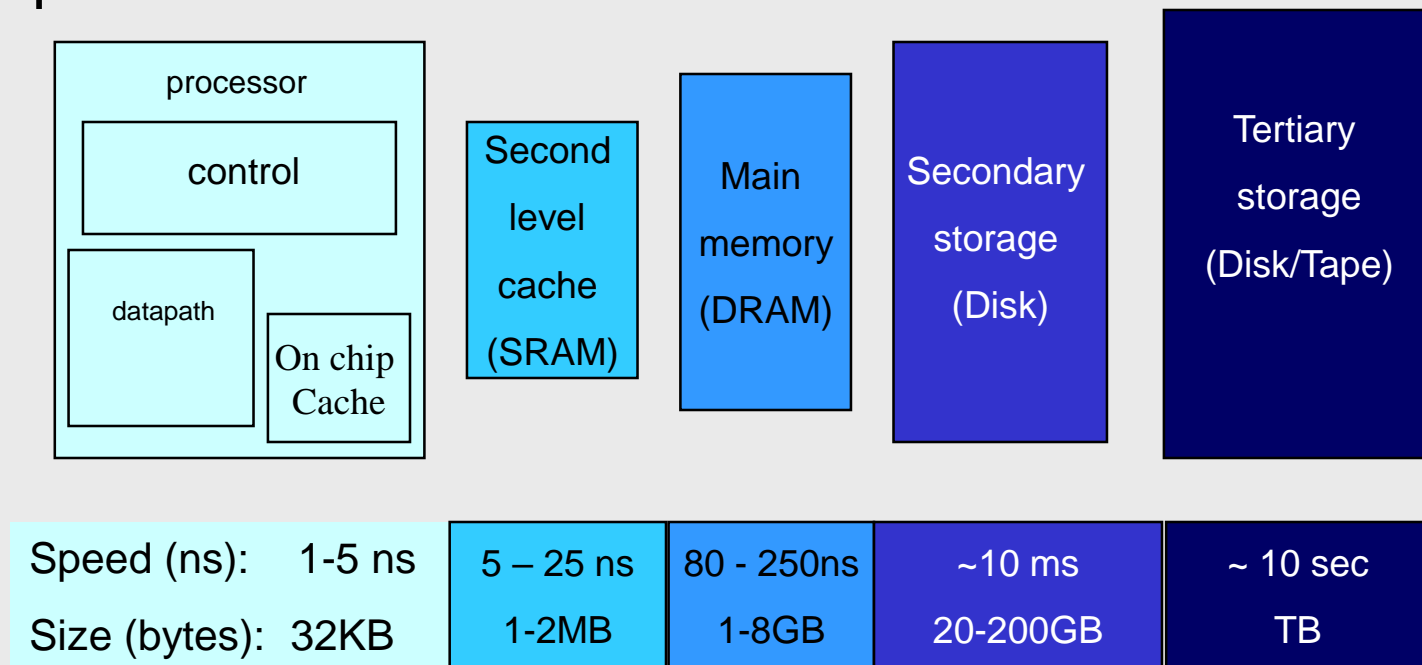 processor
control
datapath
On chip
Cache
Second
level
cache
(SRAM)
Main
memory
(DRAM)
Secondary
storage
(Disk)
Tertiary
storage
(Disk/Tape)
Speed (ns): 1-5 ns
5 – 25 ns
80 - 250ns
~10 ms
~ 10 sec
Size (bytes): 32KB
1-2MB
1-8GB
20-200GB
TB